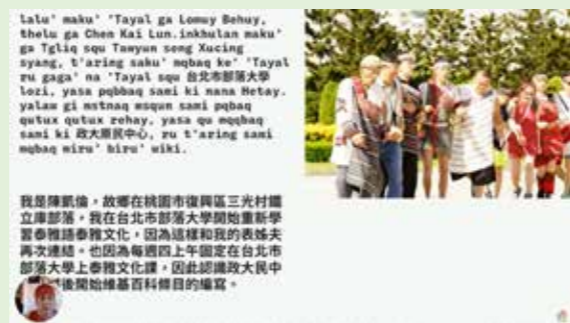 lalu' maku' 'Tayal ga Lomuy Behuy,
thelu ga Chen Kai Lun.inkhulan maku'
ga Tgliq squ Tawyun song Xucing
syang, t'aring saku' mqbaq ke' 'Tayal
ru gaga' na 'Tayal squ 台北市部落大學
lozi, yasa pqbbaq sami ki nana Hetay.
yalaw gi mstnaq wsqun sami pqbaq
qutux qutux rehay, yasa qu mqqbaq
sami ki 政大原民中心, ru t'aring sami
mqbaq miru' biru' wiki.
我是陳凱倫，故鄉在桃園市復興區三光村鐵
立庫部落，我在台北市部落大學開始重新學
習泰雅語泰雅文化，因為這樣和我的表姊夫
再次連結。也因為每週四上午固定在台北市
部落大學上泰雅文化課，因此認識政大民中
後開始維基百科條目的編寫。